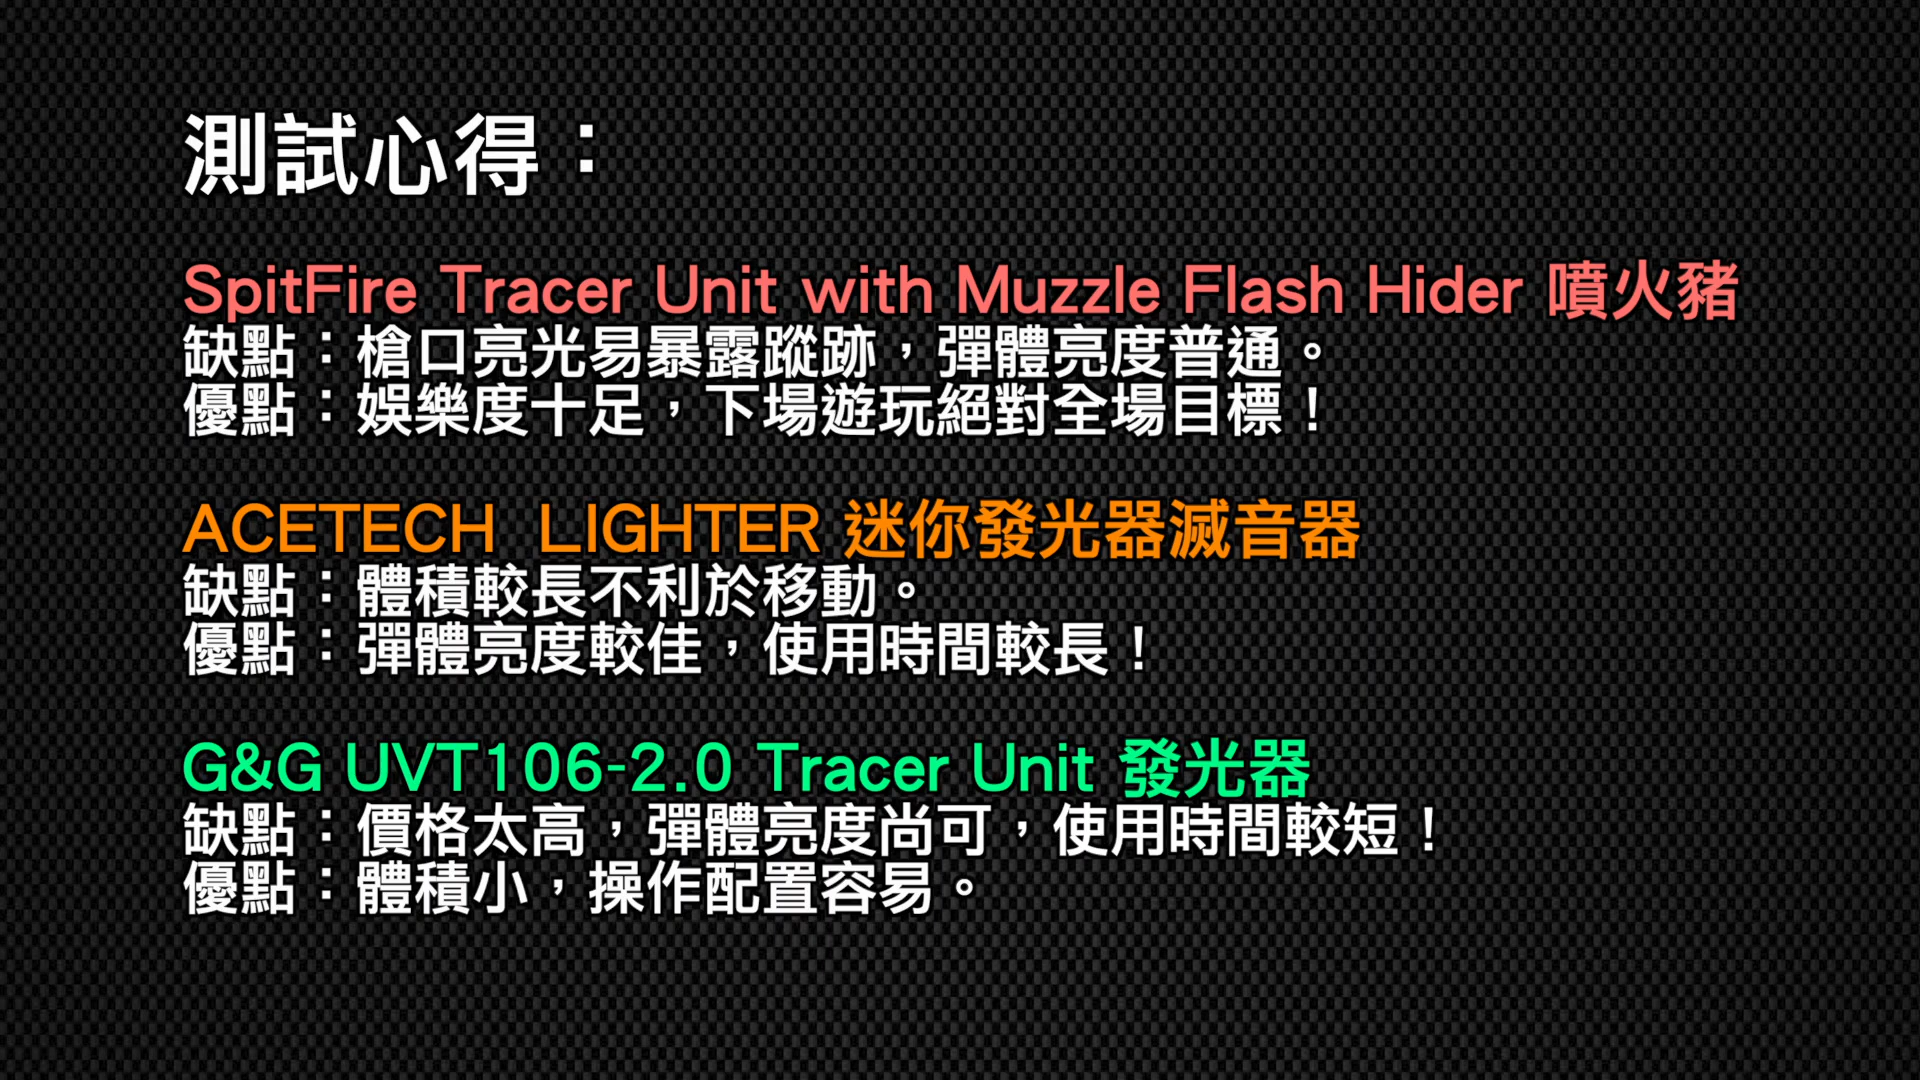 測試心得：
SpitFire Tracer Unit with Muzzle Flash Hider 噴火豬
缺點：槍口亮光易暴露蹤跡，彈體亮度普通。
優點：娛樂度十足，下場遊玩絕對全場目標！
ACETECH  LIGHTER 迷你發光器滅音器
缺點：體積較長不利於移動。
優點：彈體亮度較佳，使用時間較長！
G&G UVT106-2.0 Tracer Unit 發光器
缺點：價格太高，彈體亮度尚可，使用時間較短！
優點：體積小，操作配置容易。